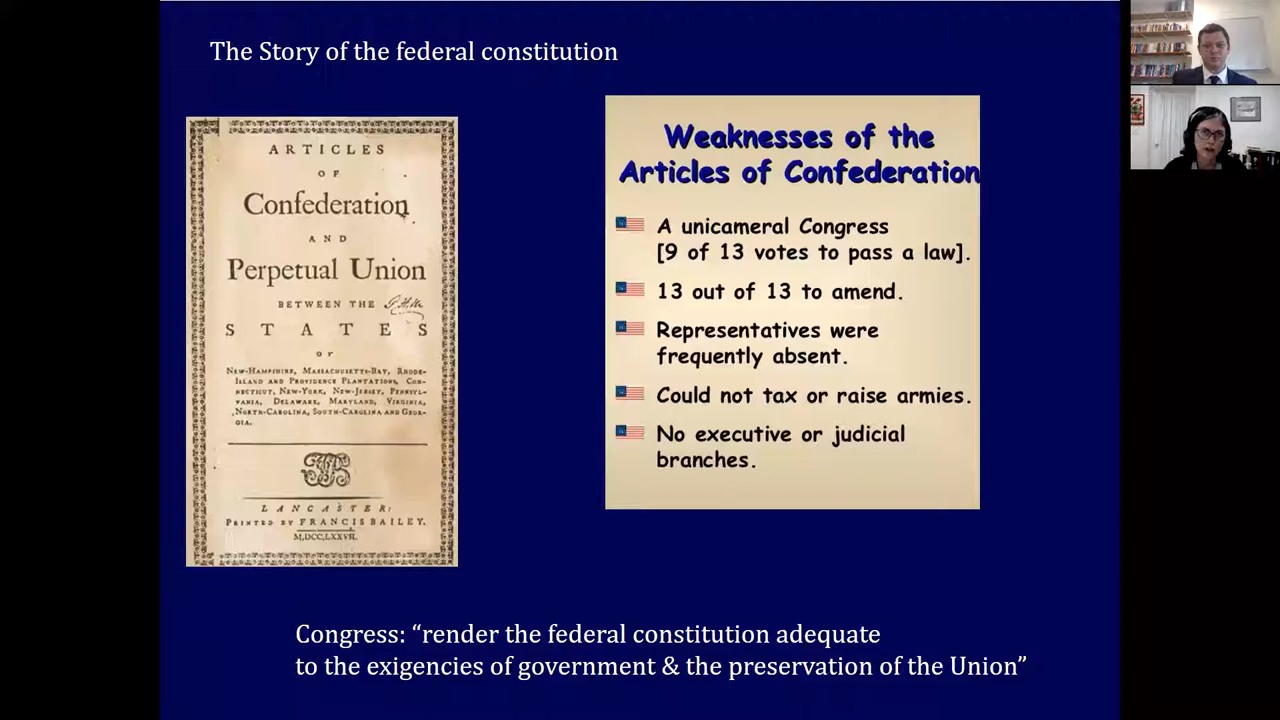 The Story of the federal constitution
ARTICLES
OF
Confederation
AND
Perpetual Union
BETWEEN THE
STATES
OF
NEW-HAMPSHIRE, MASSACHUSETTS-BAY, RHODE-
ISLAND AND PROVIDENCE PLANTATIONS, CON-
NECTICUT, NEW-YORK, NEW-JERSEY, PENNSYL-
VANIA, DELAWARE, MARYLAND, VIRGINIA,
NORTH-CAROLINA, SOUTH-CAROLINA AND GEOR-
GIA.
LANCASTER:
PRINTED BY FRANCIS BAILEY.
M,DCC,LXXVII.
Weaknesses of the
Articles of Confederation
A unicameral Congress
[9 of 13 votes to pass a law].
13 out of 13 to amend.
Representatives were
frequently absent.
Could not tax or raise armies.
No executive or judicial
branches.
Congress: “render the federal constitution adequate
to the exigencies of government & the preservation of the Union”